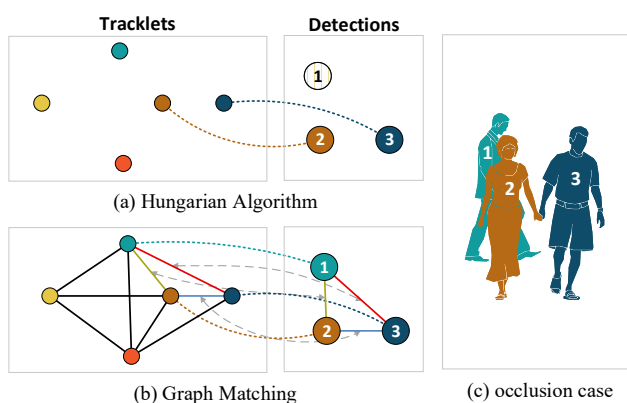 Tracklets
Detections
1
2
3
(a) Hungarian Algorithm
1
2
3
(b) Graph Matching
1
2
3
(c) occlusion case